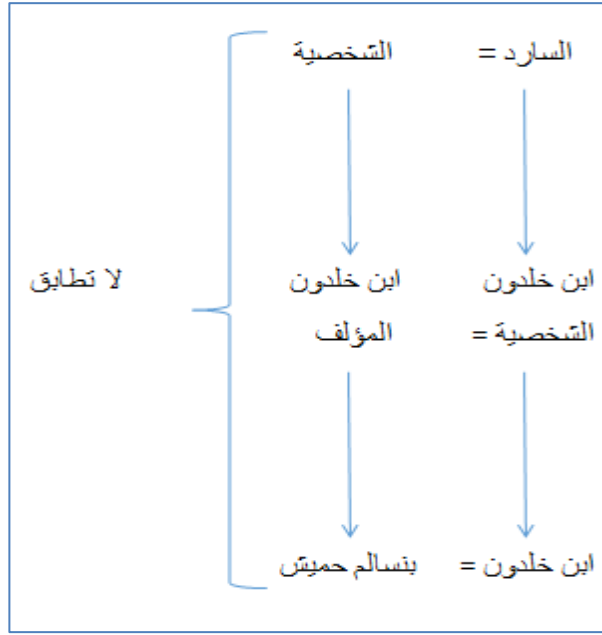 السارد = الشخصية
ابن خلدون ابن خلدون
لا تطابق
الشخصية = المؤلف
ابن خلدون = بنسالم حميش